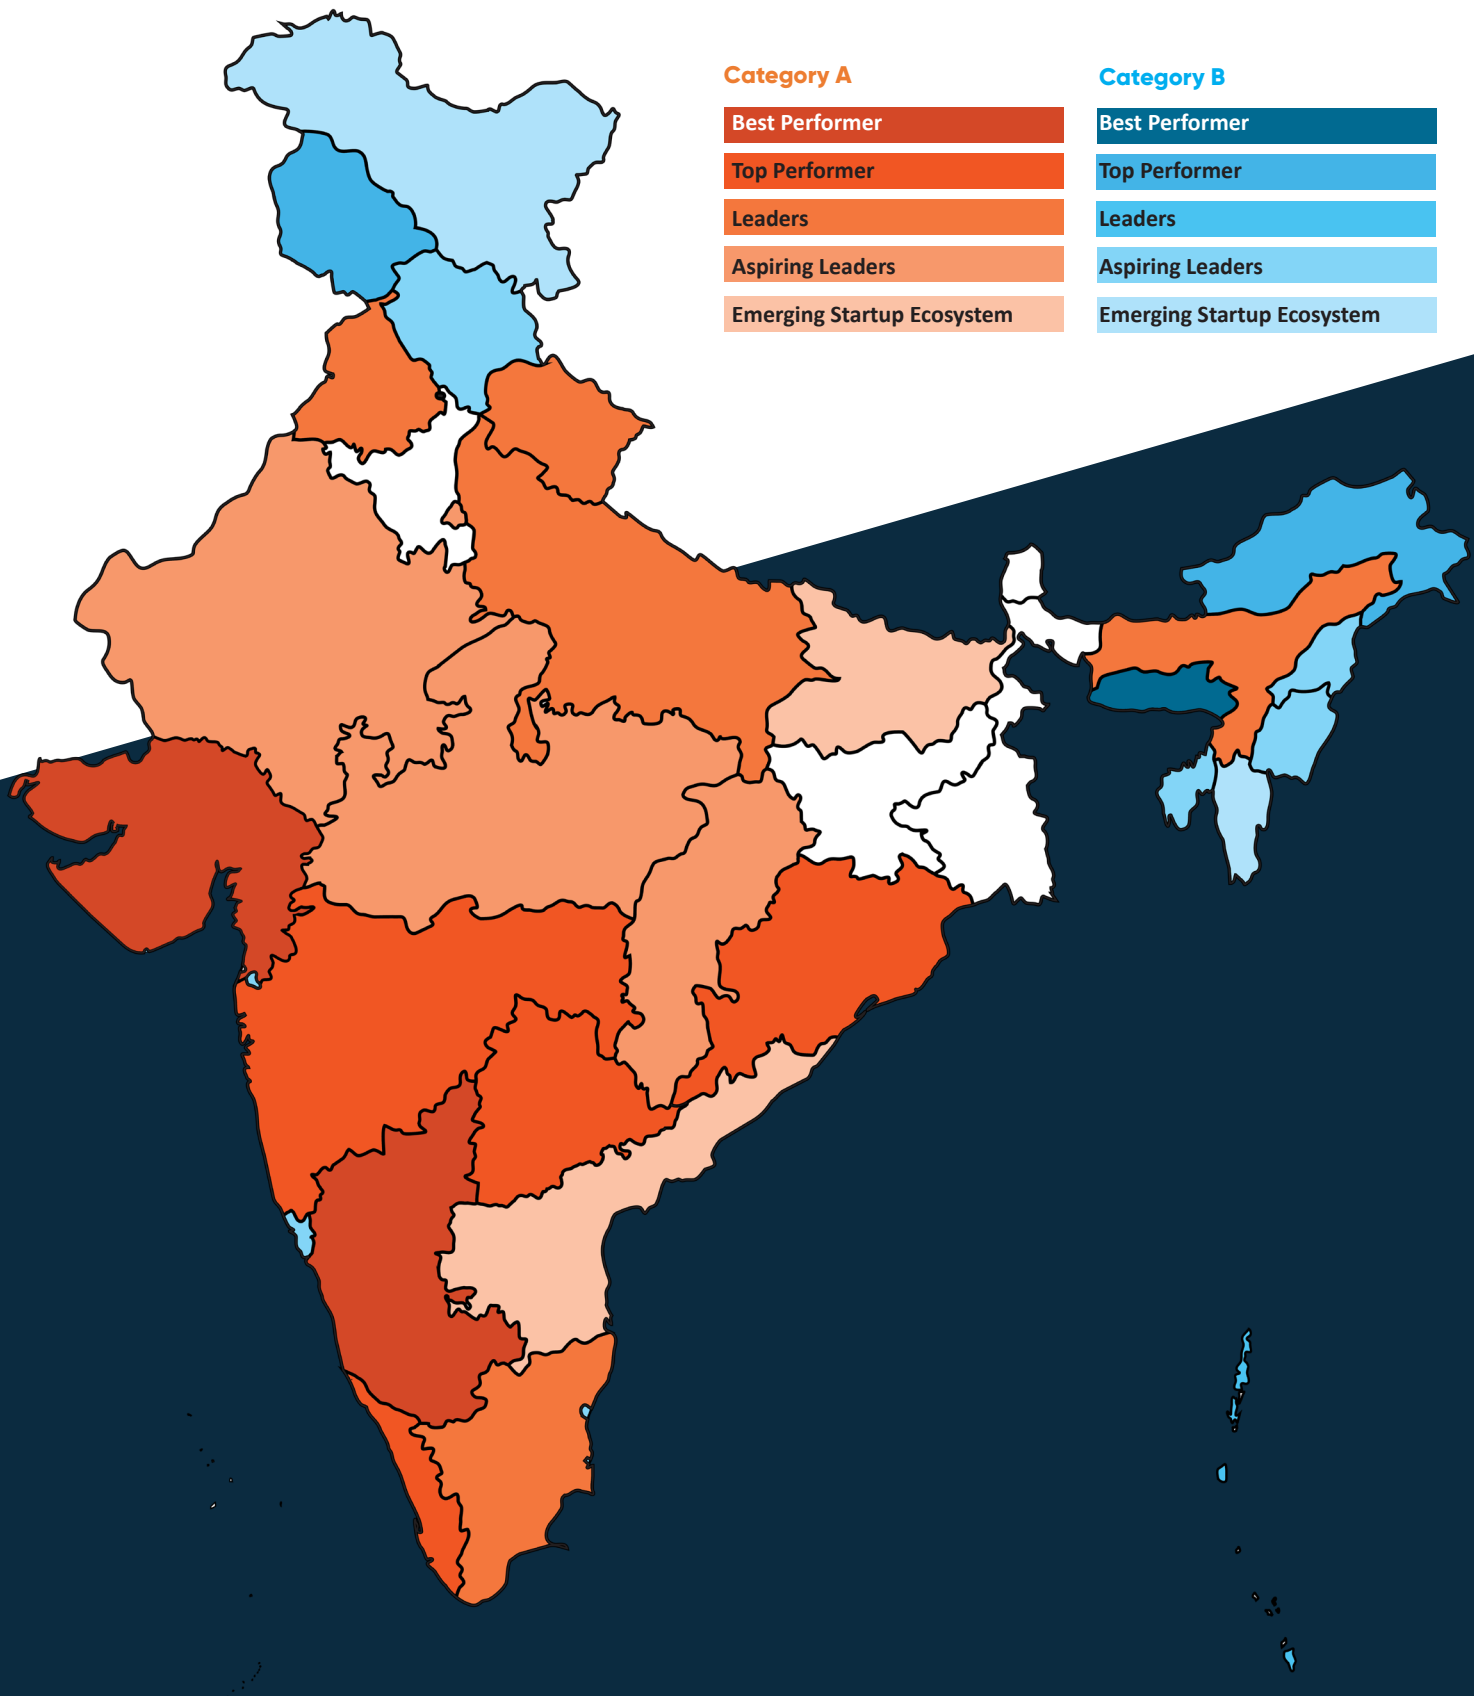 Category A
Best Performer
Top Performer
Leaders
Aspiring Leaders
Emerging Startup Ecosystem
Category B
Best Performer
Top Performer
Leaders
Aspiring Leaders
Emerging Startup Ecosystem